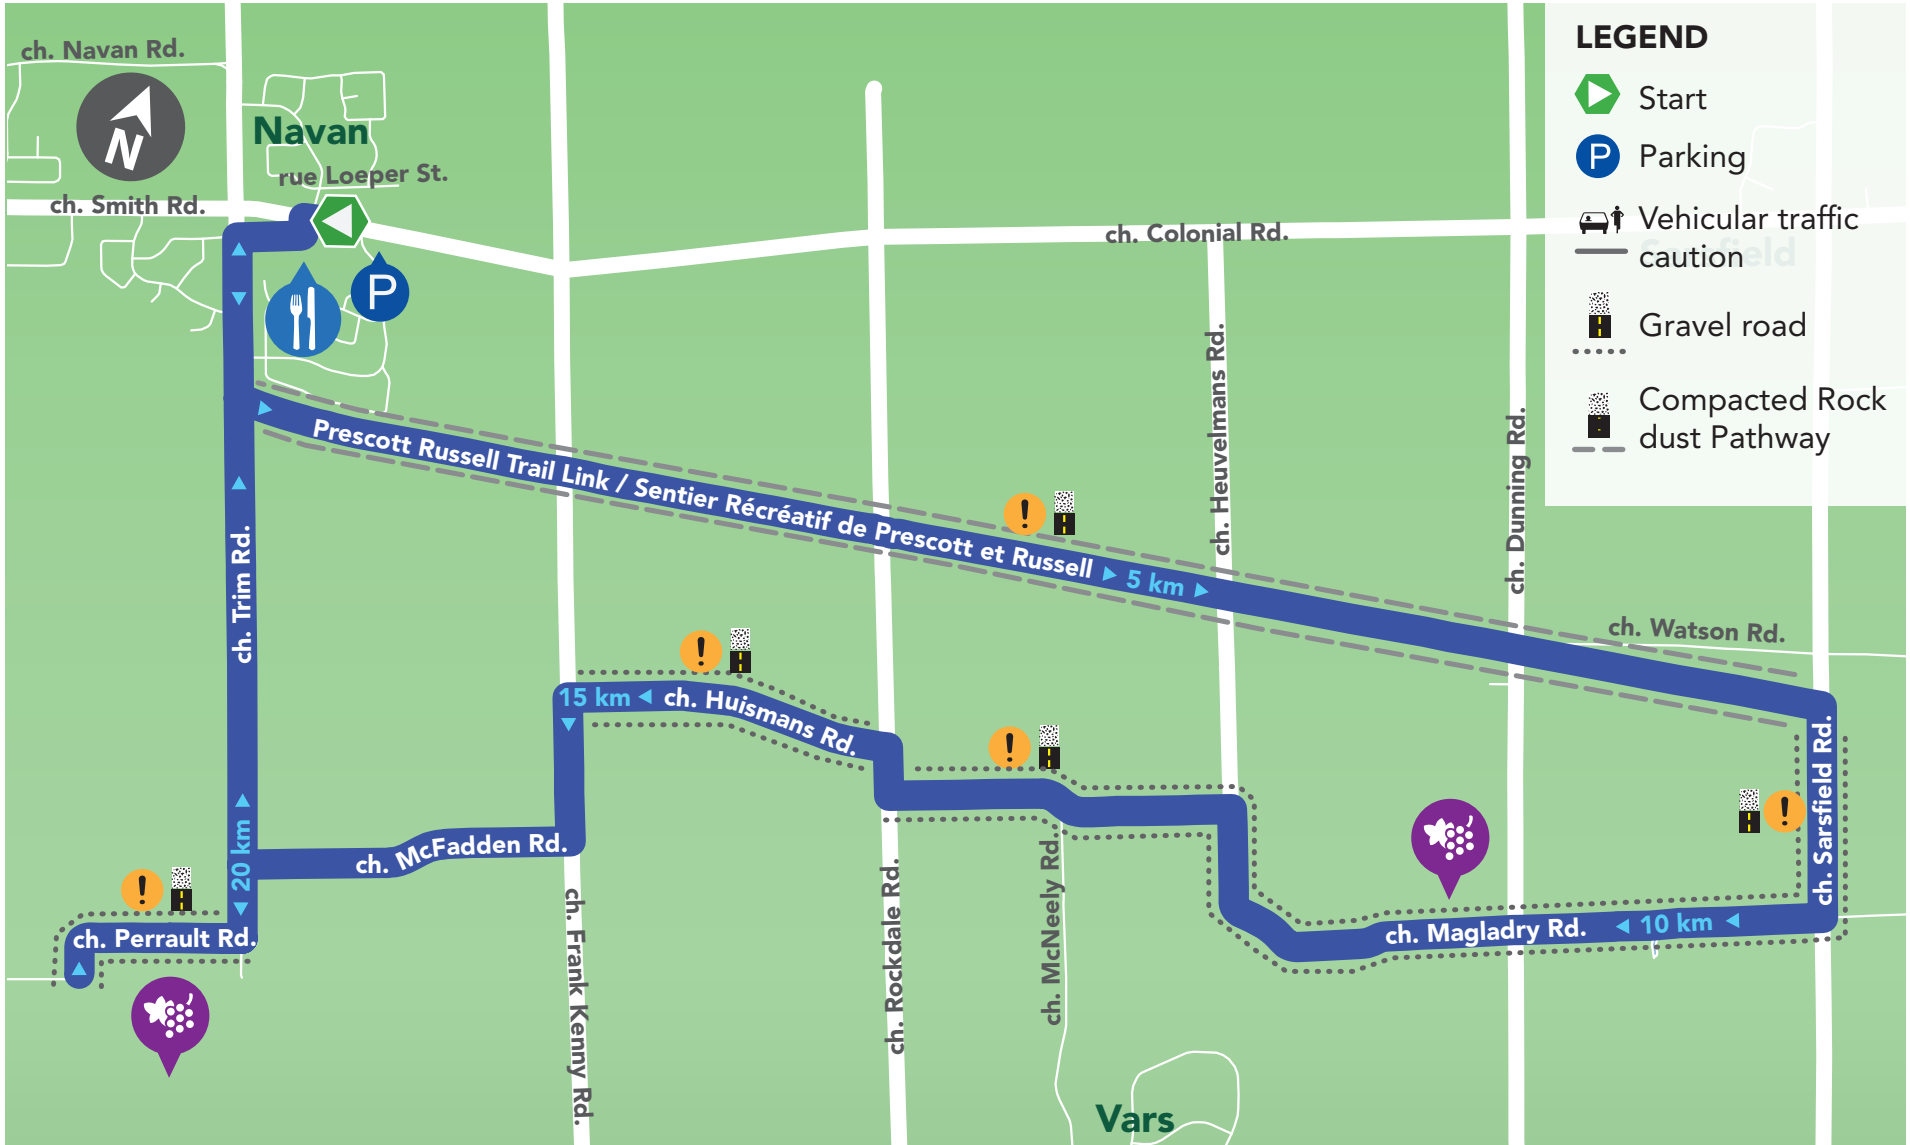 ch. Navan Rd.
N
Navan
rue Loeper St.
ch. Smith Rd.
P
ch. Colonial Rd.
LEGEND
Start
P
Parking
Vehicular traffic
caution
Gravel road
Compacted Rock
dust Pathway
Prescott Russell Trail Link / Sentier Récréatif de Prescott et Russell
5 km
ch. Heuvelmans Rd.
ch. Dunning Rd.
ch. Watson Rd.
ch. Trim Rd.
!
!
15 km
ch. Huismans Rd.
!
!
ch. Sarsfield Rd.
20 km
ch. McFadden Rd.
!
ch. Perrault Rd.
ch. Frank Kenny Rd.
ch. Rockdale Rd.
ch. McNeely Rd.
ch. Magladry Rd.
10 km
Vars